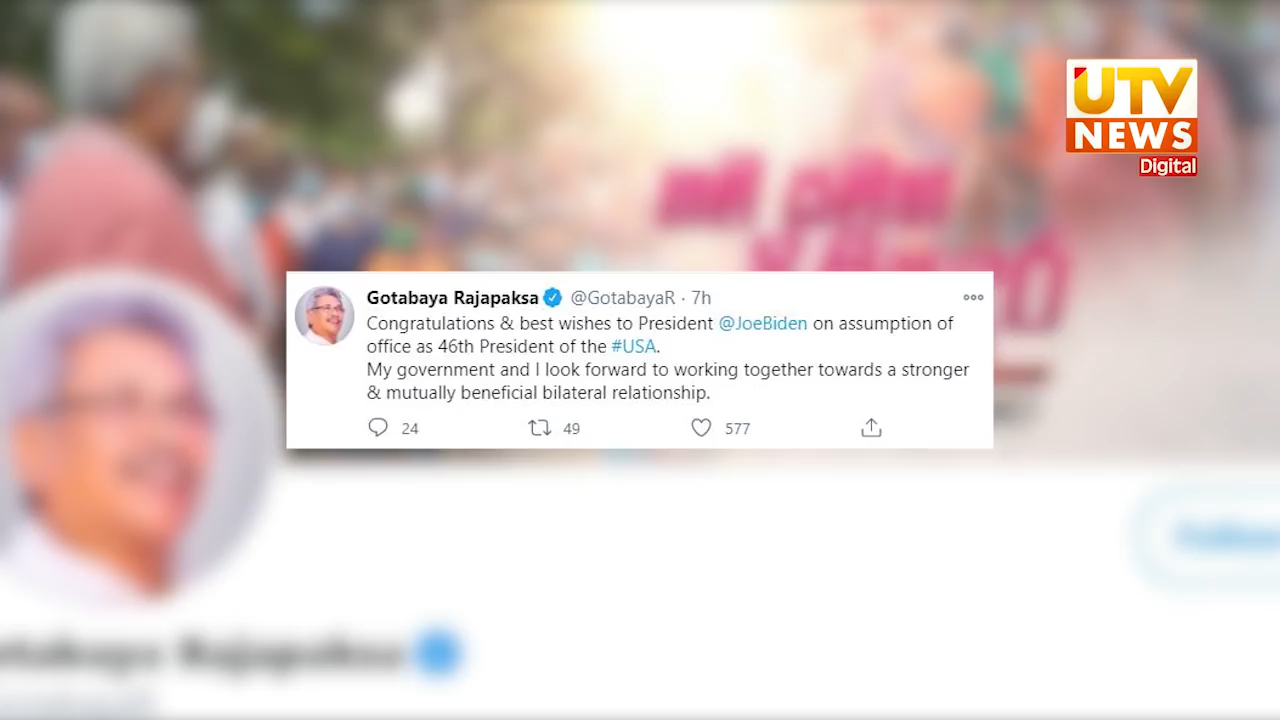 UTV
NEWS
Digital
Gotabaya Rajapaksa @GotabayaR · 7h
Congratulations & best wishes to President @JoeBiden on assumption of
office as 46th President of the #USA.
My government and I look forward to working together towards a stronger
& mutually beneficial bilateral relationship.
24 49 577
Rajapaksa